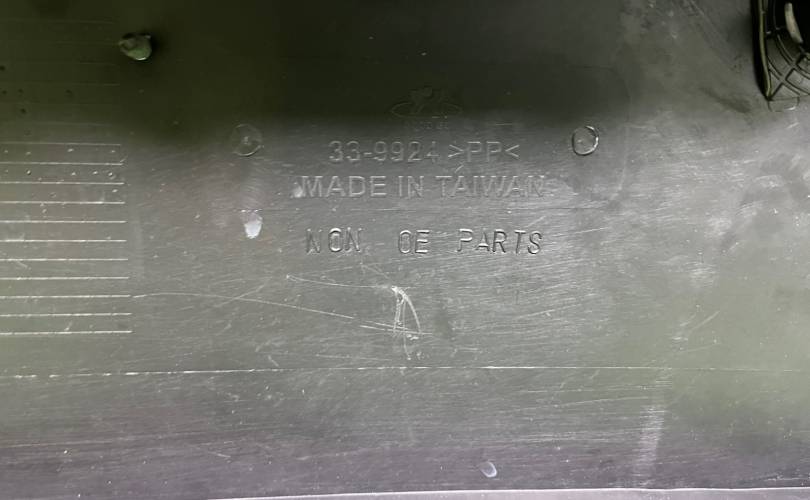 33-9924 >PP<
MADE IN TAIWAN
NON OE PARTS